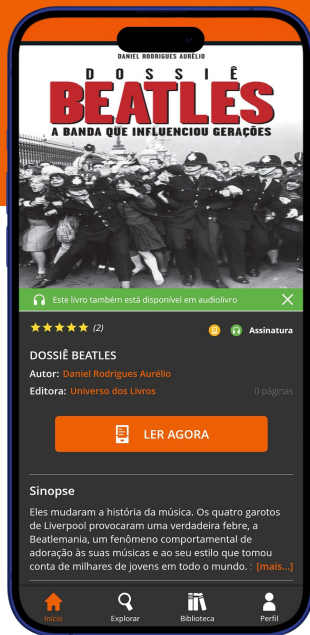 DANIEL RODRIGUES AURÉLIO
DOSSIÊ
BEATLES
A BANDA QUE INFLUENCIOU GERAÇÕES
Este livro também está disponível em audiolivro
(2)
Assinatura
DOSSIÊ BEATLES
Autor: Daniel Rodrigues Aurélio
Editora: Universo dos Livros
0 páginas
LER AGORA
Sinopse
Eles mudaram a história da música. Os quatro garotos
de Liverpool provocaram uma verdadeira febre, a
Beatlemania, um fenômeno comportamental de
adoração às suas músicas e ao seu estilo que tomou
conta de milhares de jovens em todo o mundo. [mais...]
Início
Explorar
Biblioteca
Perfil